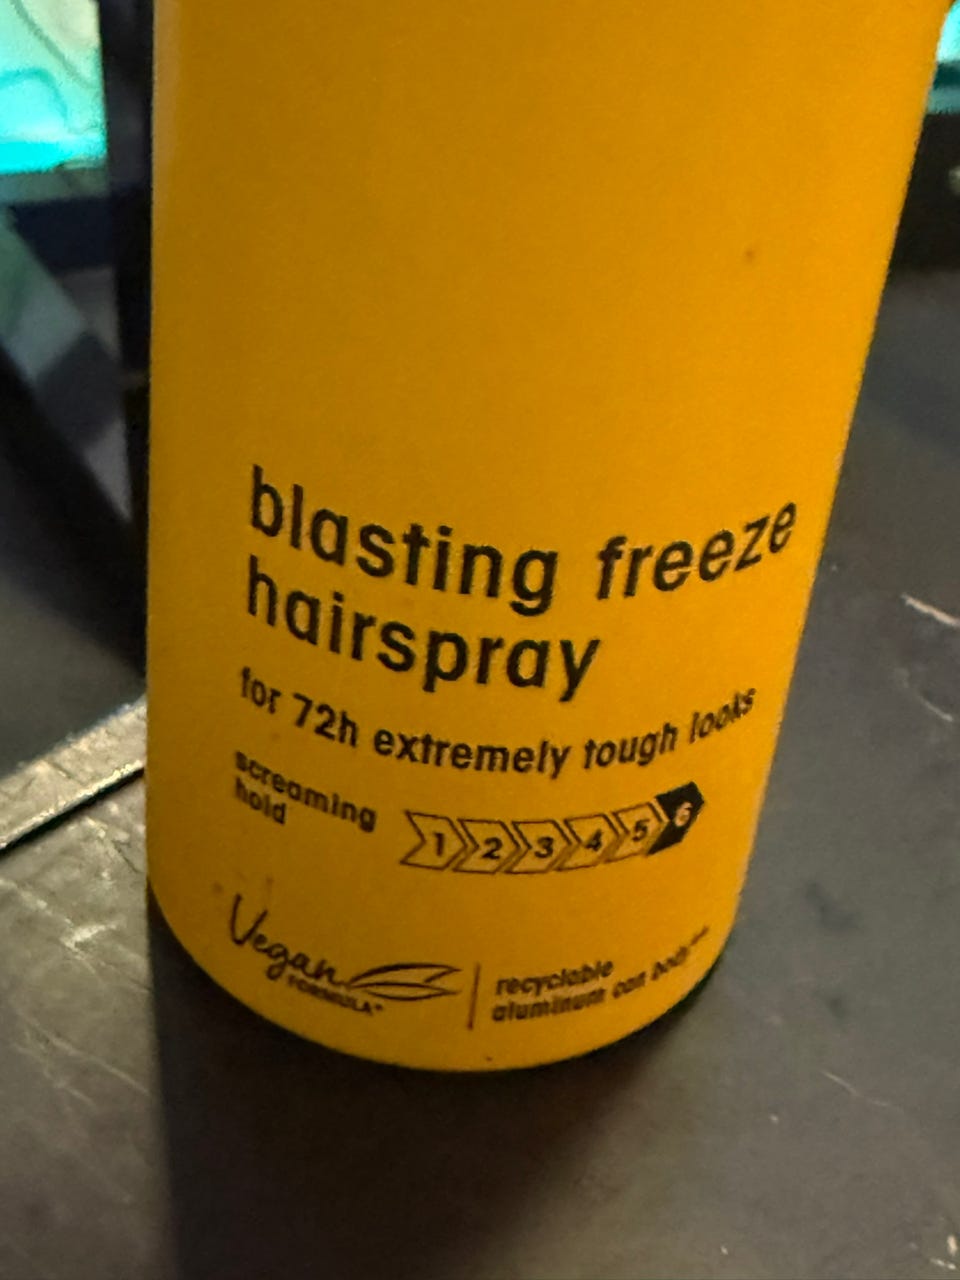 blasting freeze
hairspray
for 72h extremely tough looks
screaming
hold
1 2 3 4 5 6
Vegan
FORMULA*
recyclable
aluminum can body***